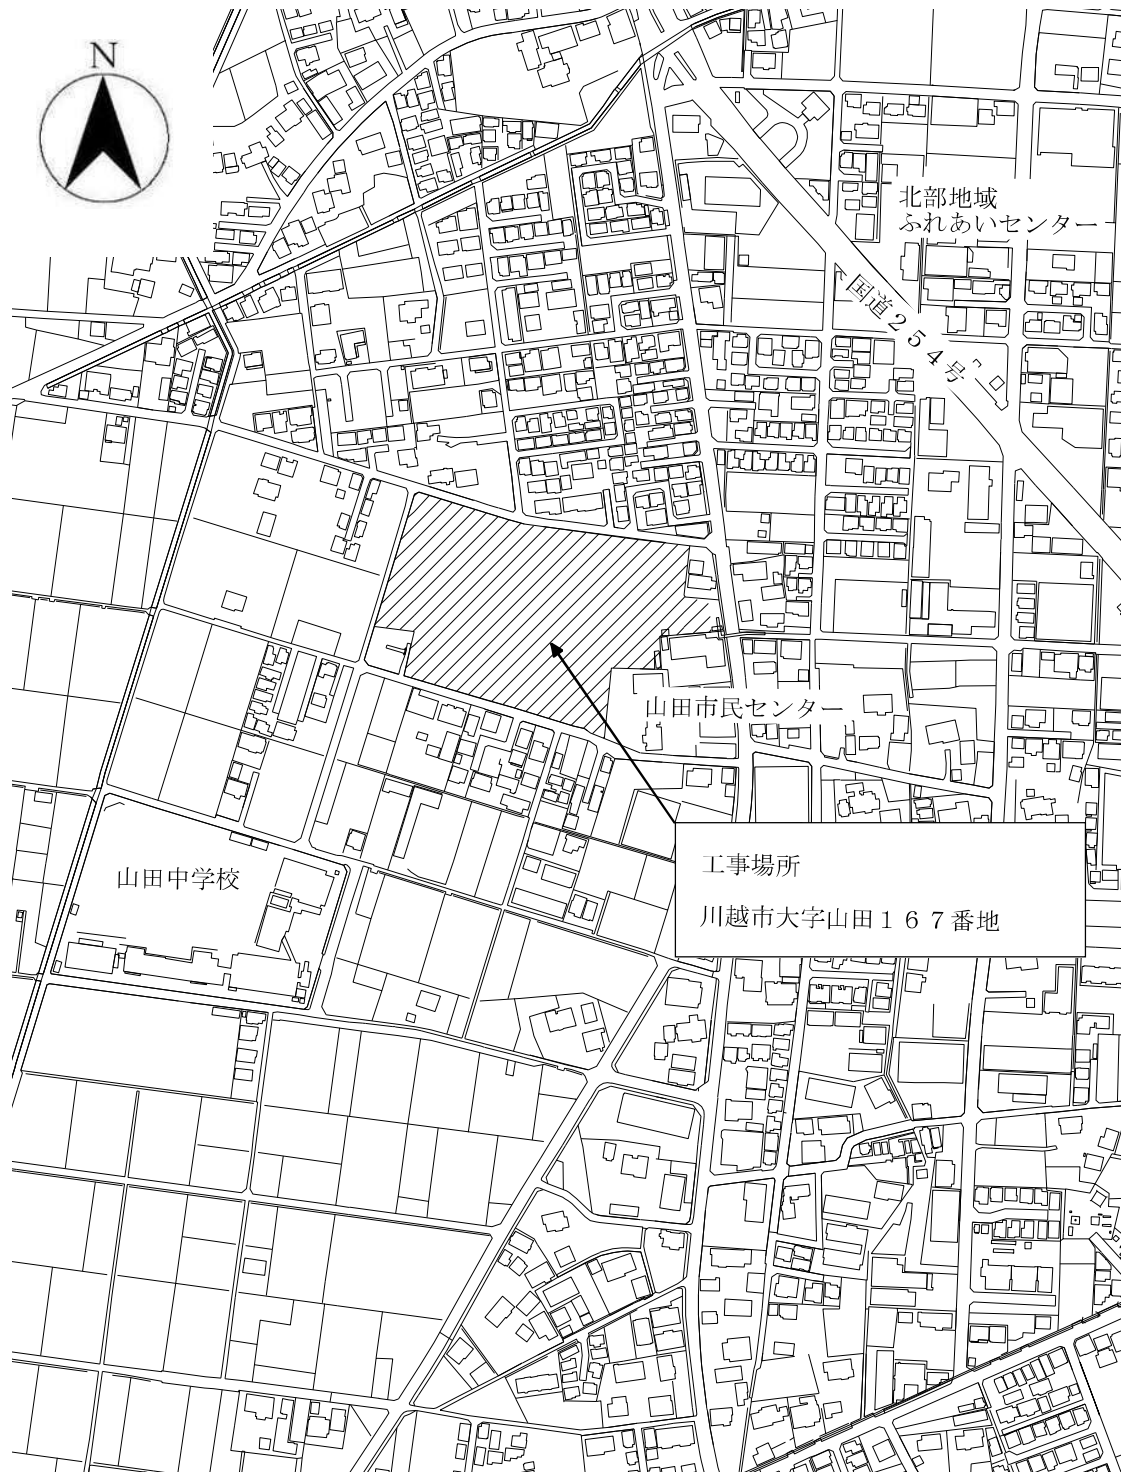 N
北部地域
ふれあいセンター
国道２５４号
山田市民センター
工事場所
山田中学校
川越市大字山田１６７番地